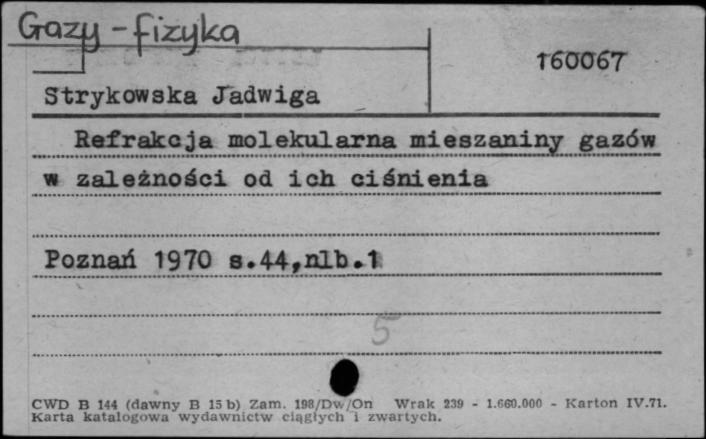 Gazy - fizyka
160067
Strykowska Jadwiga
Refrakcja molekularna mieszaniny gazów
w zależności od ich ciśnienia
Poznań 1970 s.44,nlb.1
5
CWD B 144 (dawny B 15 b) Zam. 198/Dw/On Wrak 239 - 1.660.000 - Karton IV.71.
Karta katalogowa wydawnictw ciągłych i zwartych.